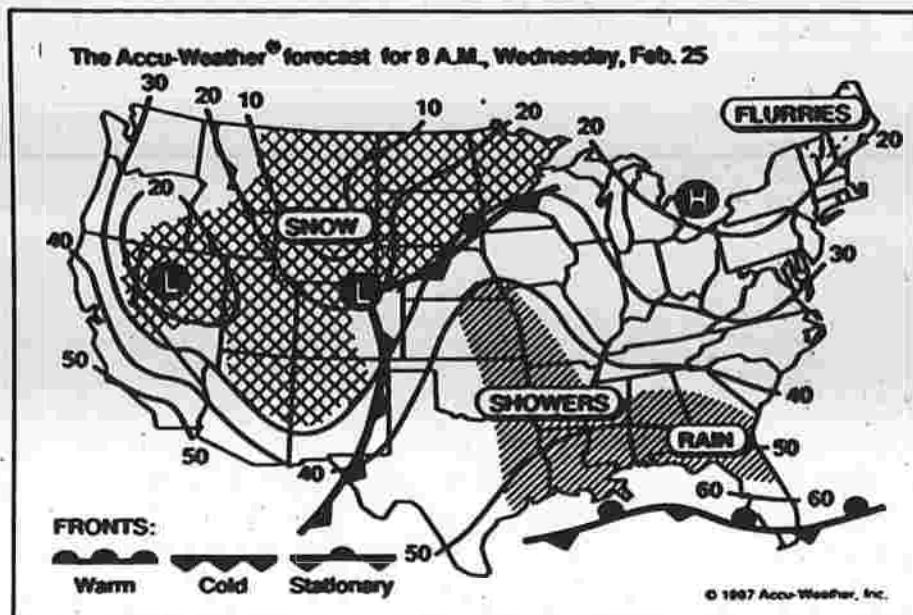 The Accu-Weather® forecast for 8 A.M., Wednesday, Feb. 25
30
20
10
10
20
20
FLURRIES
20
H
20
SNOW
40
L
L
30
50
SHOWERS
40
50
RAIN
50
40
60
60
50
FRONTS:
Warm
Cold
Stationary
© 1987 Accu-Weather, Inc.